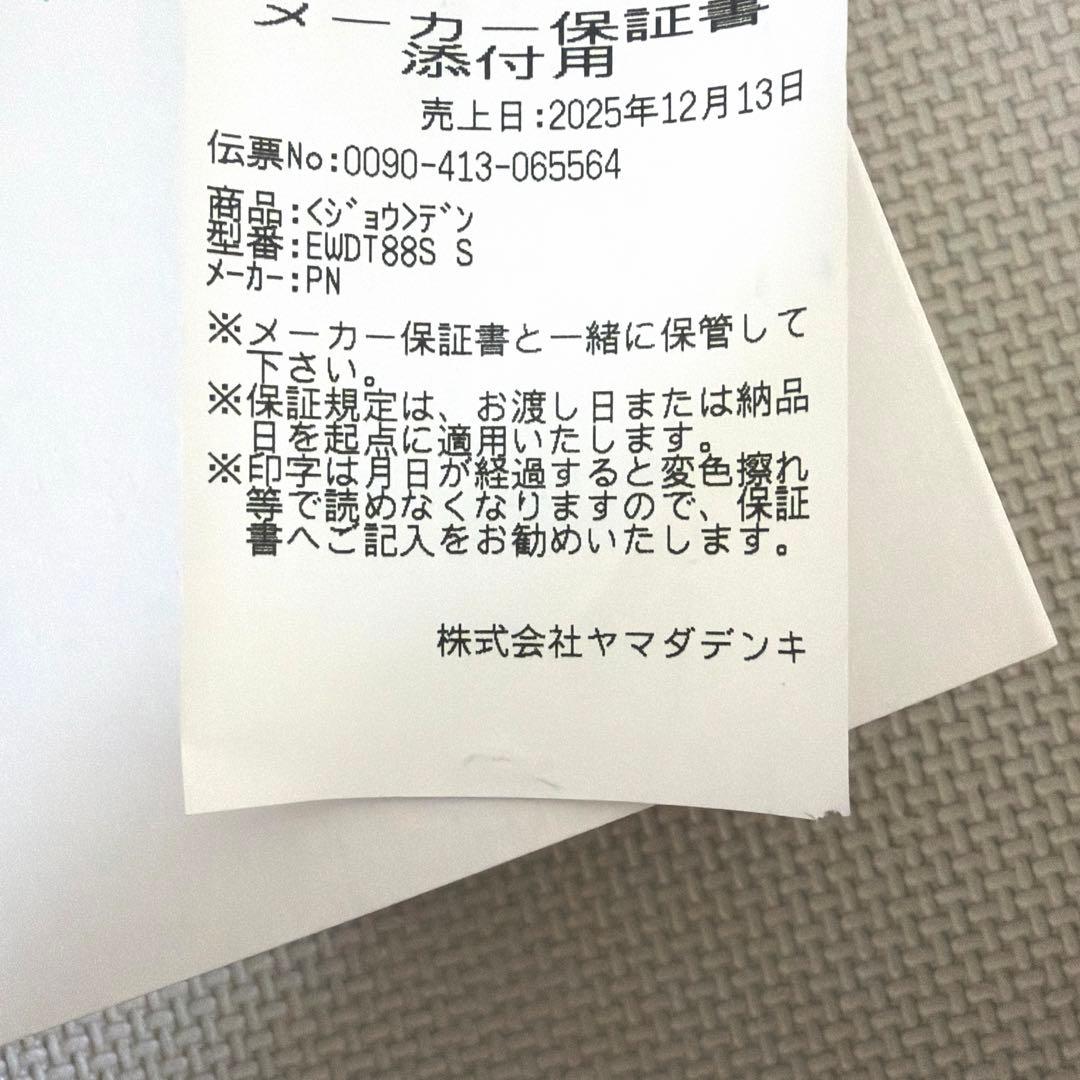 メーカー保証書
添付用
売上日:2025年12月13日
伝票No:0090-413-065564
商品:<ｼﾞｮｳ>ﾃﾞﾝ
型番:EWDT88S S
ﾒｰｶｰ:PN
※メーカー保証書と一緒に保管して
下さい。
※保証規定は、お渡し日または納品
日を起点に適用いたします。
※印字は月日が経過すると変色擦れ
等で読めなくなりますので、保証
書へご記入をお勧めいたします。
株式会社ヤマダデンキ